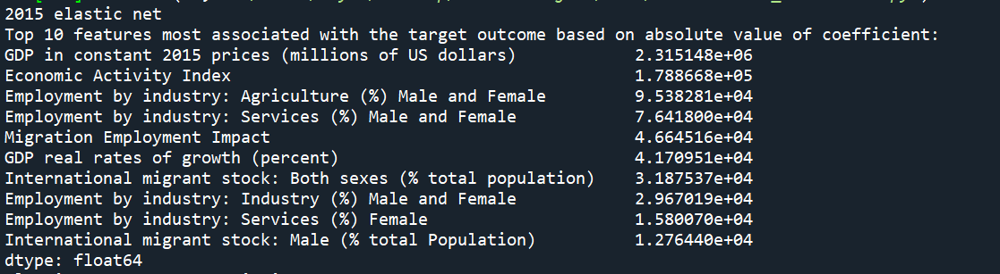 2015 elastic net
Top 10 features most associated with the target outcome based on absolute value of coefficient:
GDP in constant 2015 prices (millions of US dollars) 2.315148e+06
Economic Activity Index 1.788668e+05
Employment by industry: Agriculture (%) Male and Female 9.538281e+04
Employment by industry: Services (%) Male and Female 7.641800e+04
Migration Employment Impact 4.664516e+04
GDP real rates of growth (percent) 4.170951e+04
International migrant stock: Both sexes (% total population) 3.187537e+04
Employment by industry: Industry (%) Male and Female 2.967019e+04
Employment by industry: Services (%) Female 1.580070e+04
International migrant stock: Male (% total Population) 1.276440e+04
dtype: float64